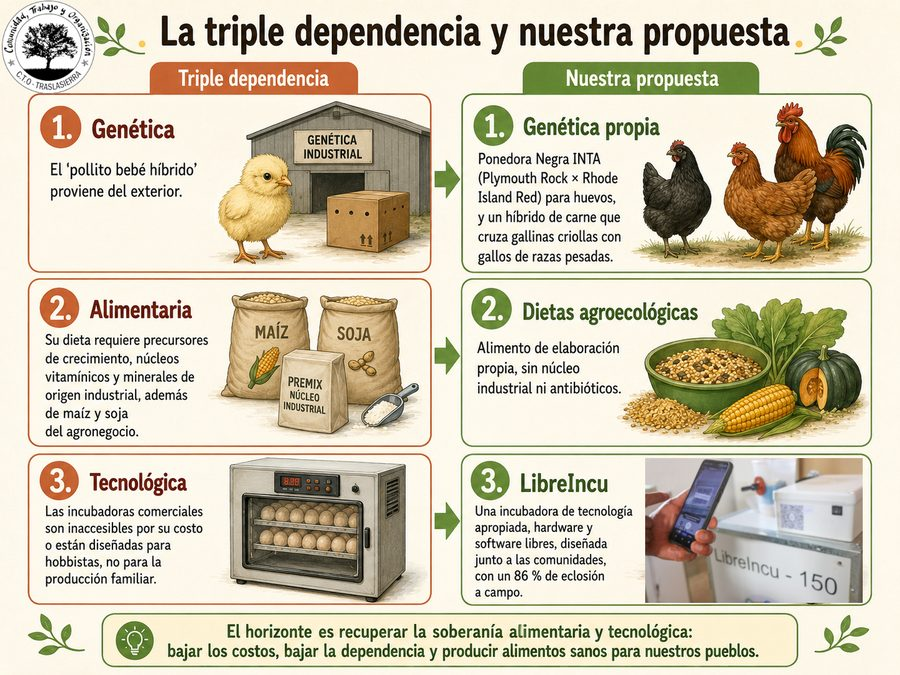 Comunidad, Trabajo y Organización
C.T.O - TRASLASIERRA
La triple dependencia y nuestra propuesta
Triple dependencia
1. Genética
El ‘pollito bebé híbrido’
proviene del exterior.
GENÉTICA
INDUSTRIAL
2. Alimentaria
Su dieta requiere precursores
de crecimiento, núcleos
vitamínicos y minerales de
origen industrial, además
de maíz y soja
del agronegocio.
MAÍZ
SOJA
PREMIX
NÚCLEO
INDUSTRIAL
3. Tecnológica
Las incubadoras comerciales
son inaccesibles por su costo
o están diseñadas para
hobbistas, no para la
producción familiar.
Nuestra propuesta
1. Genética propia
Ponedora Negra INTA
(Plymouth Rock × Rhode
Island Red) para huevos,
y un híbrido de carne que
cruza gallinas criollas con
gallos de razas pesadas.
2. Dietas agroecológicas
Alimento de elaboración
propia, sin núcleo
industrial ni antibióticos.
3. LibreIncu
Una incubadora de tecnología
apropiada, hardware y
software libres, diseñada
junto a las comunidades,
con un 86 % de eclosión
a campo.
LibreIncu - 150
El horizonte es recuperar la soberanía alimentaria y tecnológica:
bajar los costos, bajar la dependencia y producir alimentos sanos para nuestros pueblos.